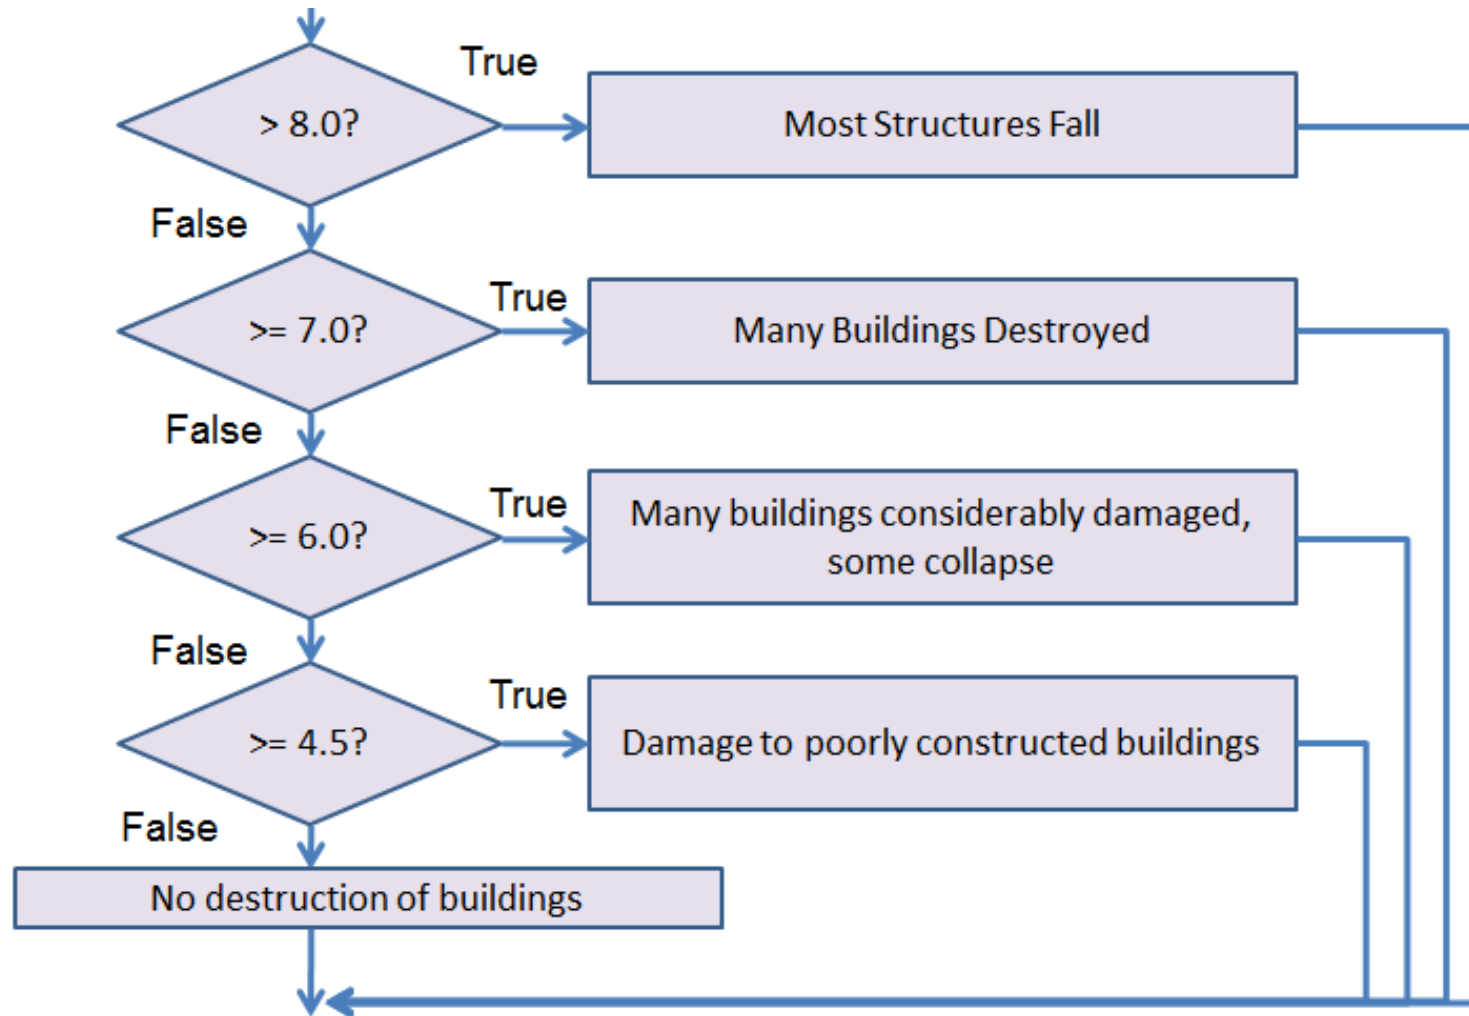 True
> 8.0?
Most Structures Fall
False
True
>= 7.0?
Many Buildings Destroyed
False
True
>= 6.0?
Many buildings considerably damaged,
some collapse
False
True
>= 4.5?
Damage to poorly constructed buildings
False
No destruction of buildings